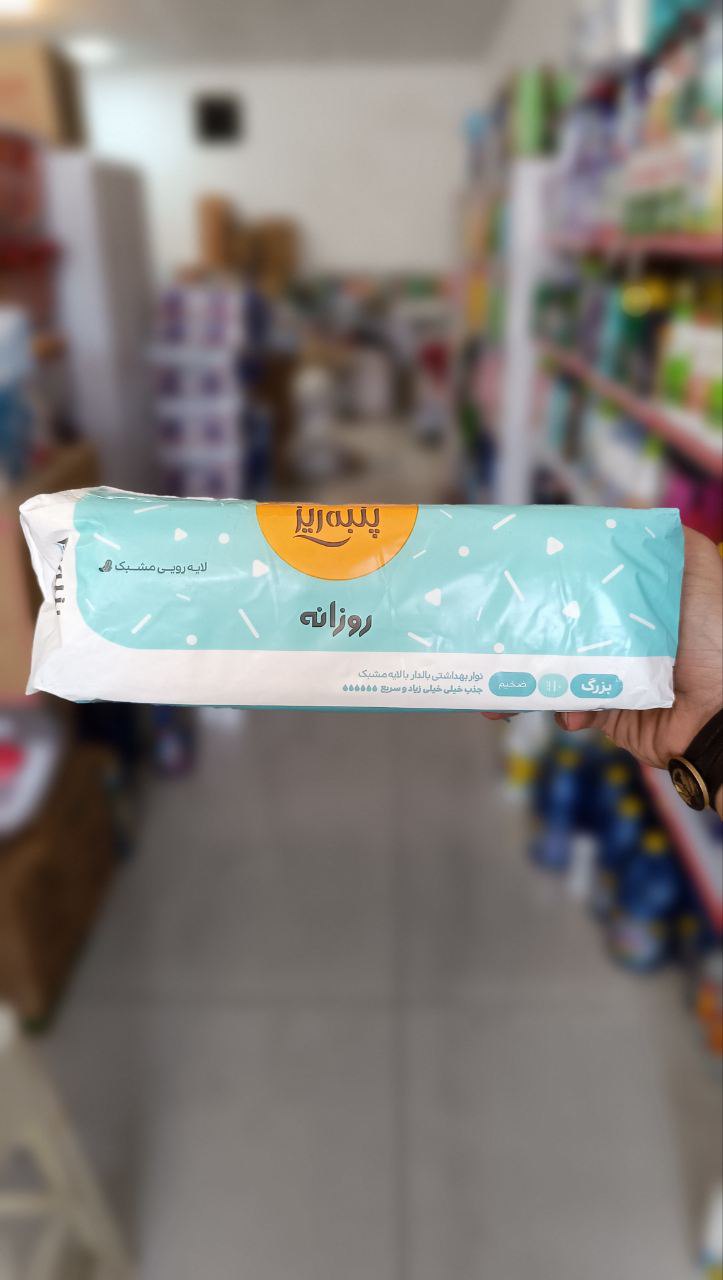 پنبه ریز
لایه رویی مشبک
روزانه
نوار بهداشتی بالدار با لایه مشبک
جذب خیلی خیلی زیاد و سریع
بزرگ
ضخیم